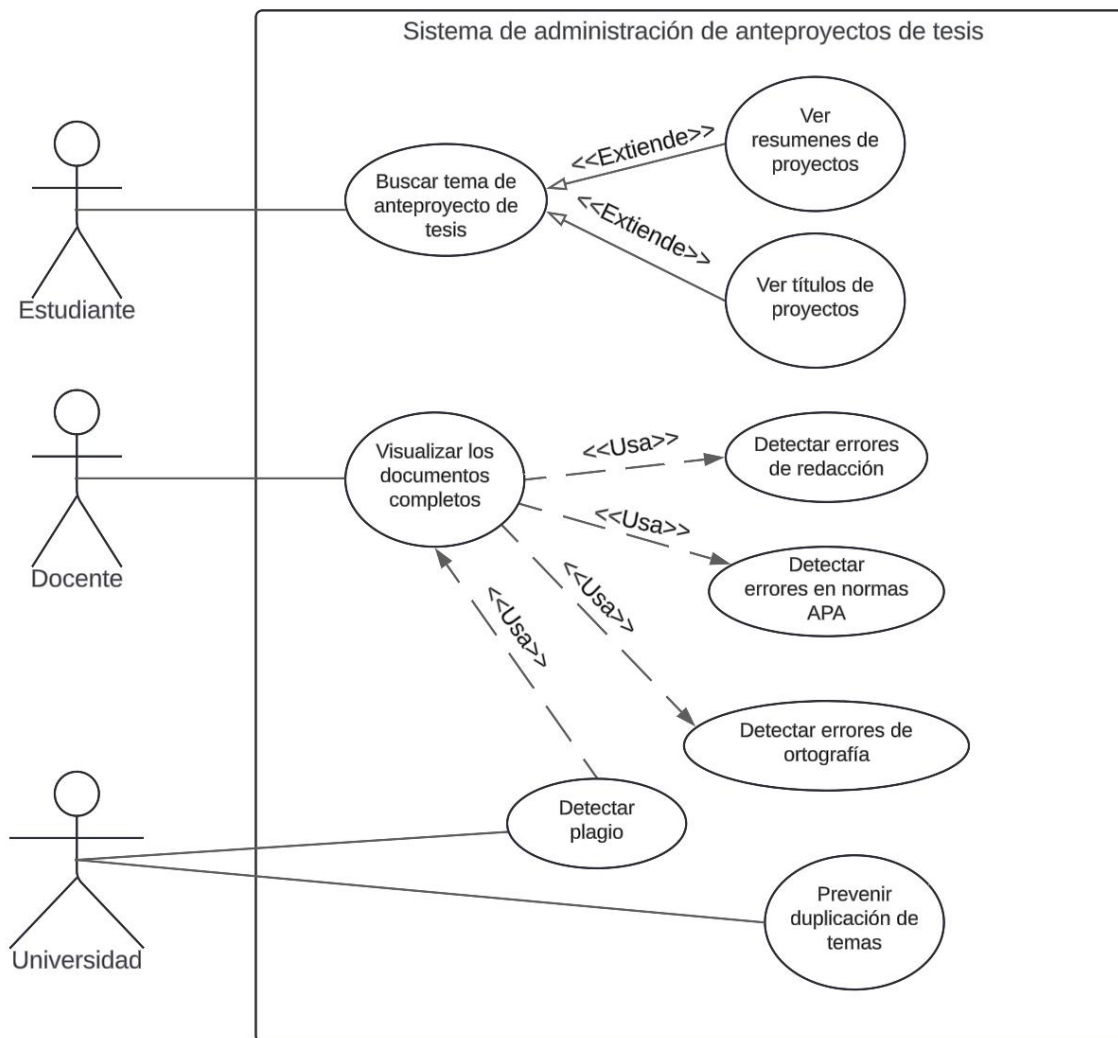 Sistema de administración de anteproyectos de tesis
Estudiante
Buscar tema de
anteproyecto de
tesis
<<Extiende>>
Ver
resumenes de
proyectos
<<Extiende>>
Ver títulos de
proyectos
Docente
Visualizar los
documentos
completos
<<Usa>>
Detectar errores
de redacción
<<Usa>>
Detectar
errores en normas
APA
<<Usa>>
Detectar errores de
ortografía
<<Usa>>
Universidad
Detectar
plagio
Prevenir
duplicación de
temas